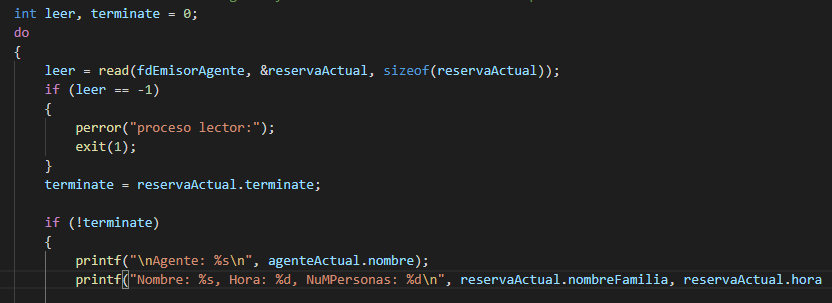 int leer, terminate = 0;
do
{
leer = read(fdEmisorAgente, &reservaActual, sizeof(reservaActual));
if (leer == -1)
{
perror("proceso lector:");
exit(1);
}
terminate = reservaActual.terminate;
if (!terminate)
{
printf("\nAgente: %s\n", agenteActual.nombre);
printf("Nombre: %s, Hora: %d, NuMPersonas: %d\n", reservaActual.nombreFamilia, reservaActual.hora